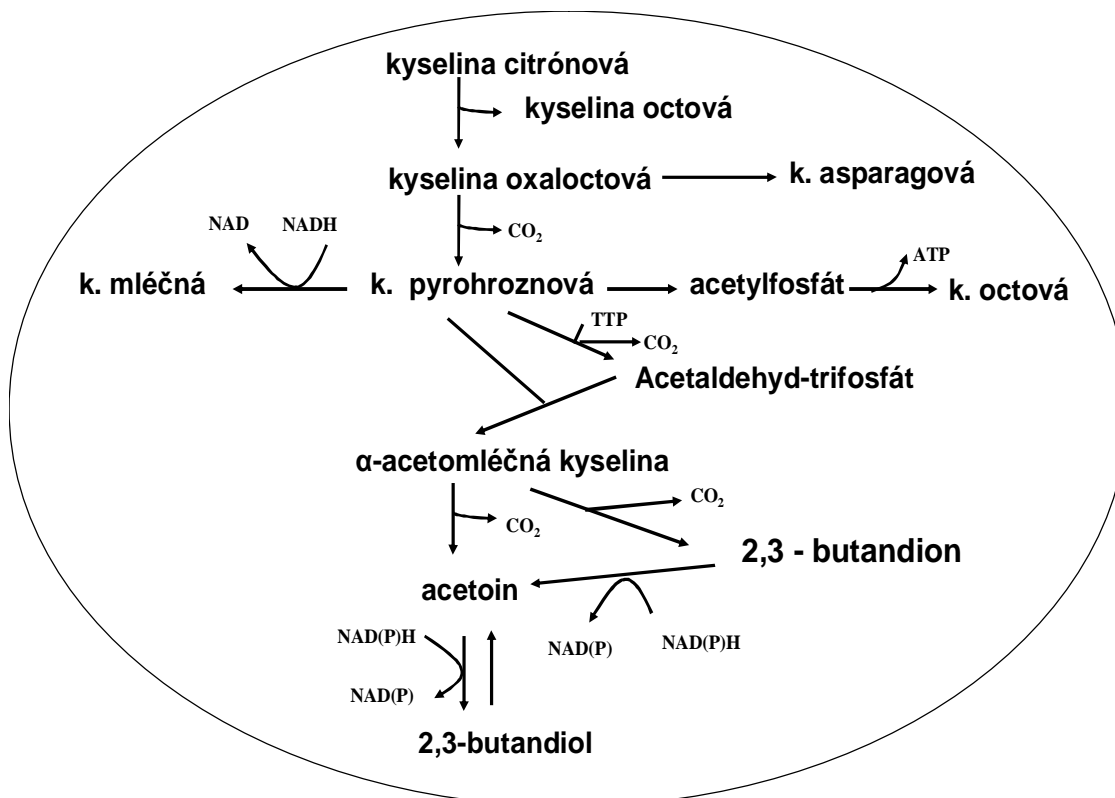 kyselina citrónová
kyselina octová
kyselina oxaloctová
k. asparagová
NAD
NADH
CO2
ATP
k. mléčná
k. pyrohroznová
acetylfosfát
k. octová
TTP
CO2
Acetaldehyd-trifosfát
α-acetomléčná kyselina
CO2
CO2
2,3 - butandion
acetoin
NAD(P)H
NAD(P)
NAD(P)H
NAD(P)
2,3-butandiol